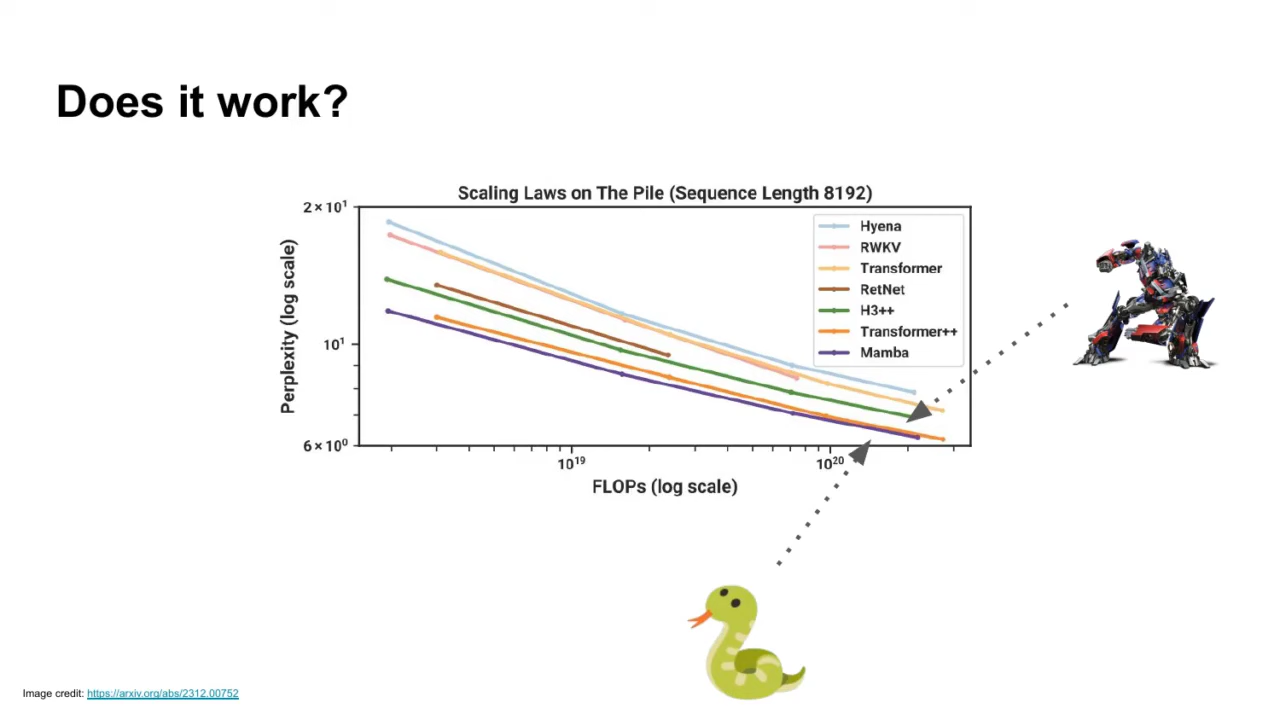 Does it work?
Scaling Laws on The Pile (Sequence Length 8192)
Perplexity (log scale)
2 × 10¹
10¹
6 × 10⁰
Hyena
RWKV
Transformer
RetNet
H3++
Transformer++
Mamba
10¹⁹
10²⁰
FLOPs (log scale)
Image credit: https://arxiv.org/abs/2312.00752